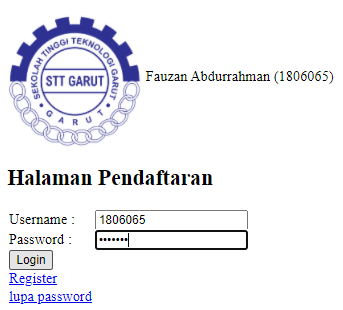 SEKOLAH TINGGI TEKNOLOGI GARUT
STT GARUT
GARUT
Fauzan Abdurrahman (1806065)
Halaman Pendaftaran
Username : 1806065
Password : •••••••
Login
Register
lupa password